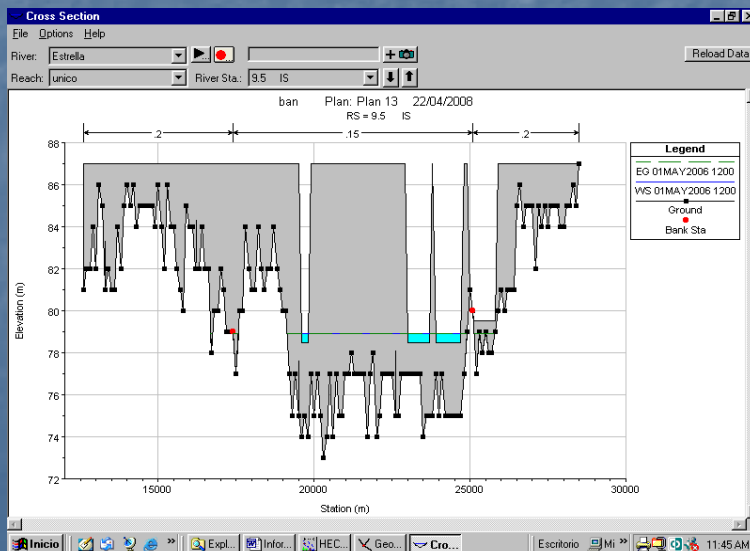 Cross Section
File Options Help
River: Estrella
Reload Data
Reach: unico River Sta.: 9.5 IS
ban Plan: Plan 13 22/04/2008
RS = 9.5 IS
.2 .15 .2
88
86
84
82
80
78
76
74
72
Elevation (m)
15000 20000 25000 30000
Station (m)
Legend
EG 01MAY2006 1200
WS 01MAY2006 1200
Ground
Bank Sta
Inicio » Expl... Infor... HEC... Geo... Cro... Escritorio Mi » 11:45 AM